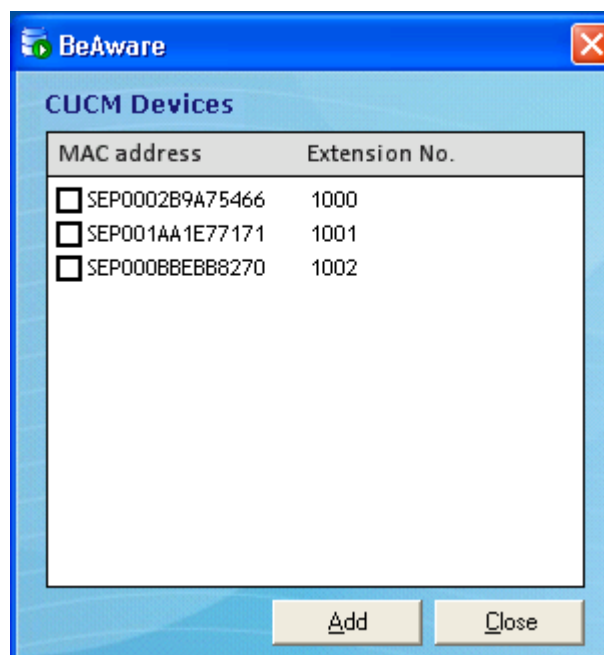 BeAware
CUCM Devices
MAC address Extension No.
SEP0002B9A75466 1000
SEP001AA1E77171 1001
SEP000BBEBB8270 1002
Add Close